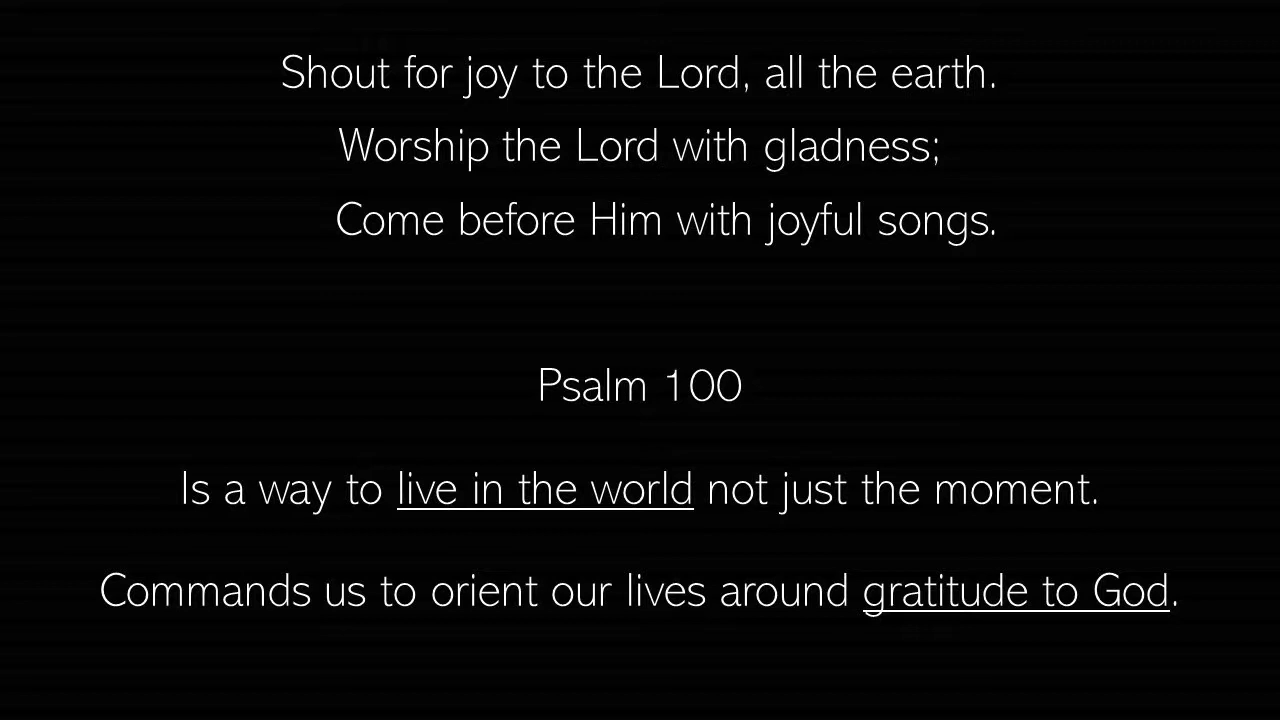 Shout for joy to the Lord, all the earth.
Worship the Lord with gladness;
Come before Him with joyful songs.
Psalm 100
Is a way to live in the world not just the moment.
Commands us to orient our lives around gratitude to God.